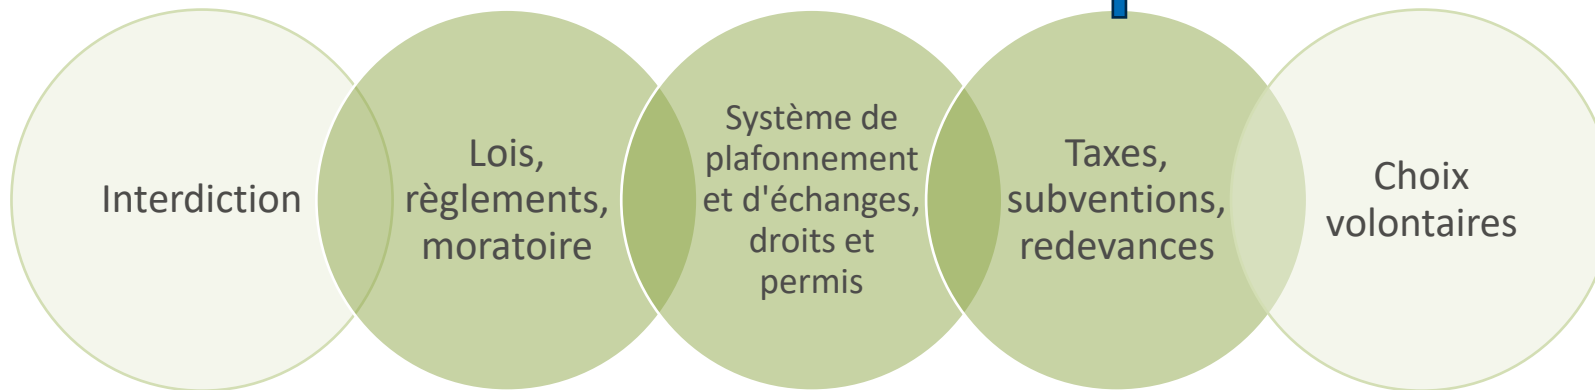 Interdiction
Lois,
règlements,
moratoire
Système de
plafonnement
et d'échanges,
droits et
permis
Taxes,
subventions,
redevances
Choix
volontaires